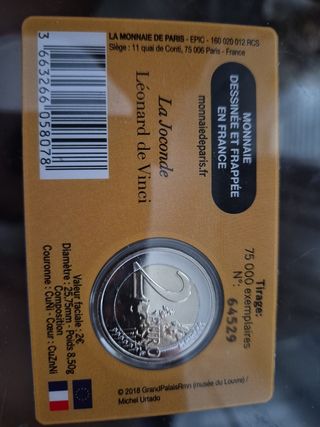 LA MONNAIE DE PARIS - EPIC - 160 020 012 RCS
Siège : 11 quai de Conti, 75 006 Paris - France
3 663266 058078
MONNAIE
DESSINÉE ET FRAPPÉE
EN FRANCE
monnaiedeparis.fr
La Joconde
Léonard de Vinci
Tirage:
75 000 exemplaires
N°: 64529
2 EURO
Valeur faciale : 2€
Diamètre : 25,75mm - Poids 8,50g
Composition
Couronne : CuNi - Cœur : CuZnNi
© 2018 GrandPalaisRmn (musée du Louvre) /
Michel Urtado